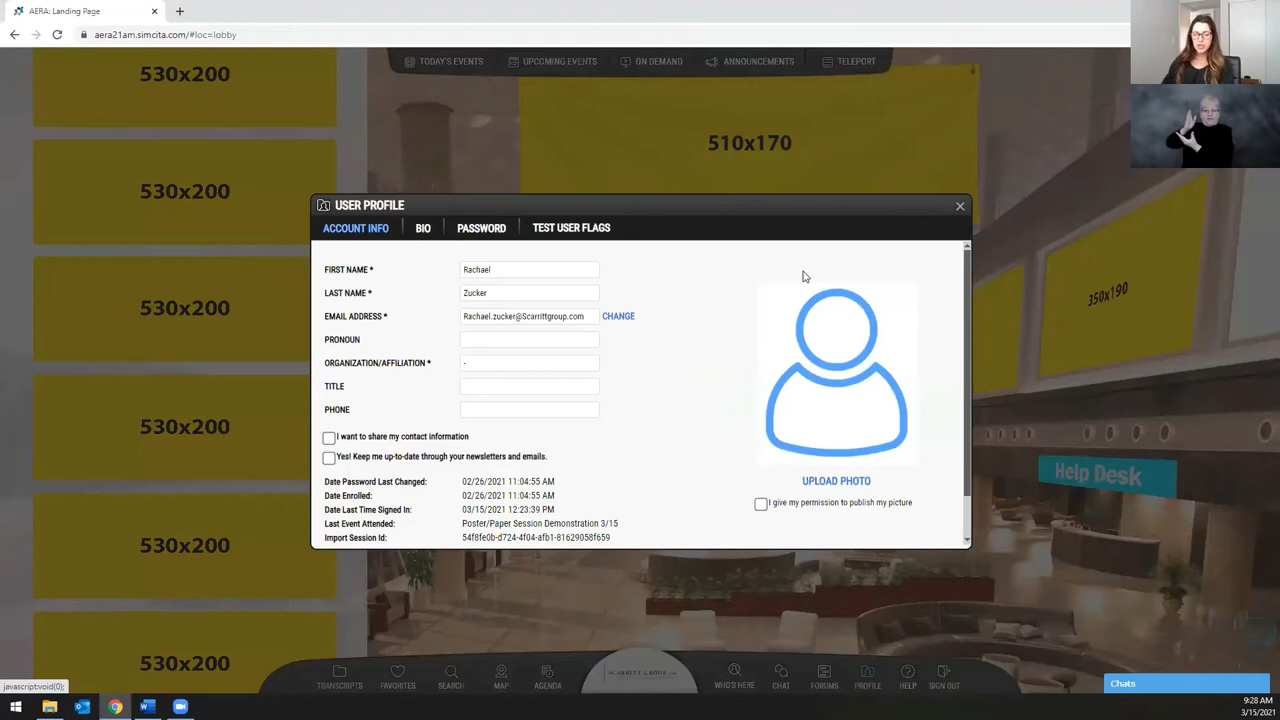 AERA: Landing Page
aera21am.simcita.com/#loc=lobby
TODAY'S EVENTS
UPCOMING EVENTS
ON DEMAND
ANNOUNCEMENTS
TELEPORT
530x200
510x170
530x200
530x200
530x200
530x200
530x200
350x190
Help Desk
USER PROFILE
ACCOUNT INFO
BIO
PASSWORD
TEST USER FLAGS
FIRST NAME * Rachael
LAST NAME * Zucker
EMAIL ADDRESS * Rachael.zucker@Scarrittgroup.com CHANGE
PRONOUN
ORGANIZATION/AFFILIATION * -
TITLE
PHONE
I want to share my contact information
Yes! Keep me up-to-date through your newsletters and emails.
Date Password Last Changed: 02/26/2021 11:04:55 AM
Date Enrolled: 02/26/2021 11:04:55 AM
Date Last Time Signed In: 03/15/2021 12:23:39 PM
Last Event Attended: Poster/Paper Session Demonstration 3/15
Import Session Id: 54f8fe0b-d724-4f04-afb1-81629058f659
UPLOAD PHOTO
I give my permission to publish my picture
javascript:void(0);
TRANSCRIPTS
FAVORITES
SEARCH
MAP
AGENDA
SCARRITT GROUP
WHO'S HERE
CHAT
FORUMS
PROFILE
HELP
SIGN OUT
Chats
9:28 AM
3/15/2021